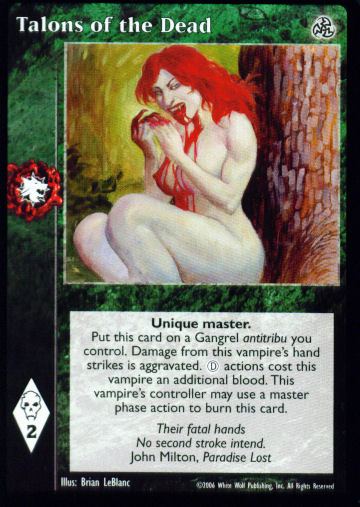 Talons of the Dead
Unique master.
Put this card on a Gangrel antitribu you
control. Damage from this vampire's hand
strikes is aggravated. Ⓓ actions cost this
vampire an additional blood. This
vampire's controller may use a master
phase action to burn this card.
Their fatal hands
No second stroke intend.
John Milton, Paradise Lost
2
Illus: Brian LeBlanc
©2006 White Wolf Publishing, Inc. All Rights Reserved